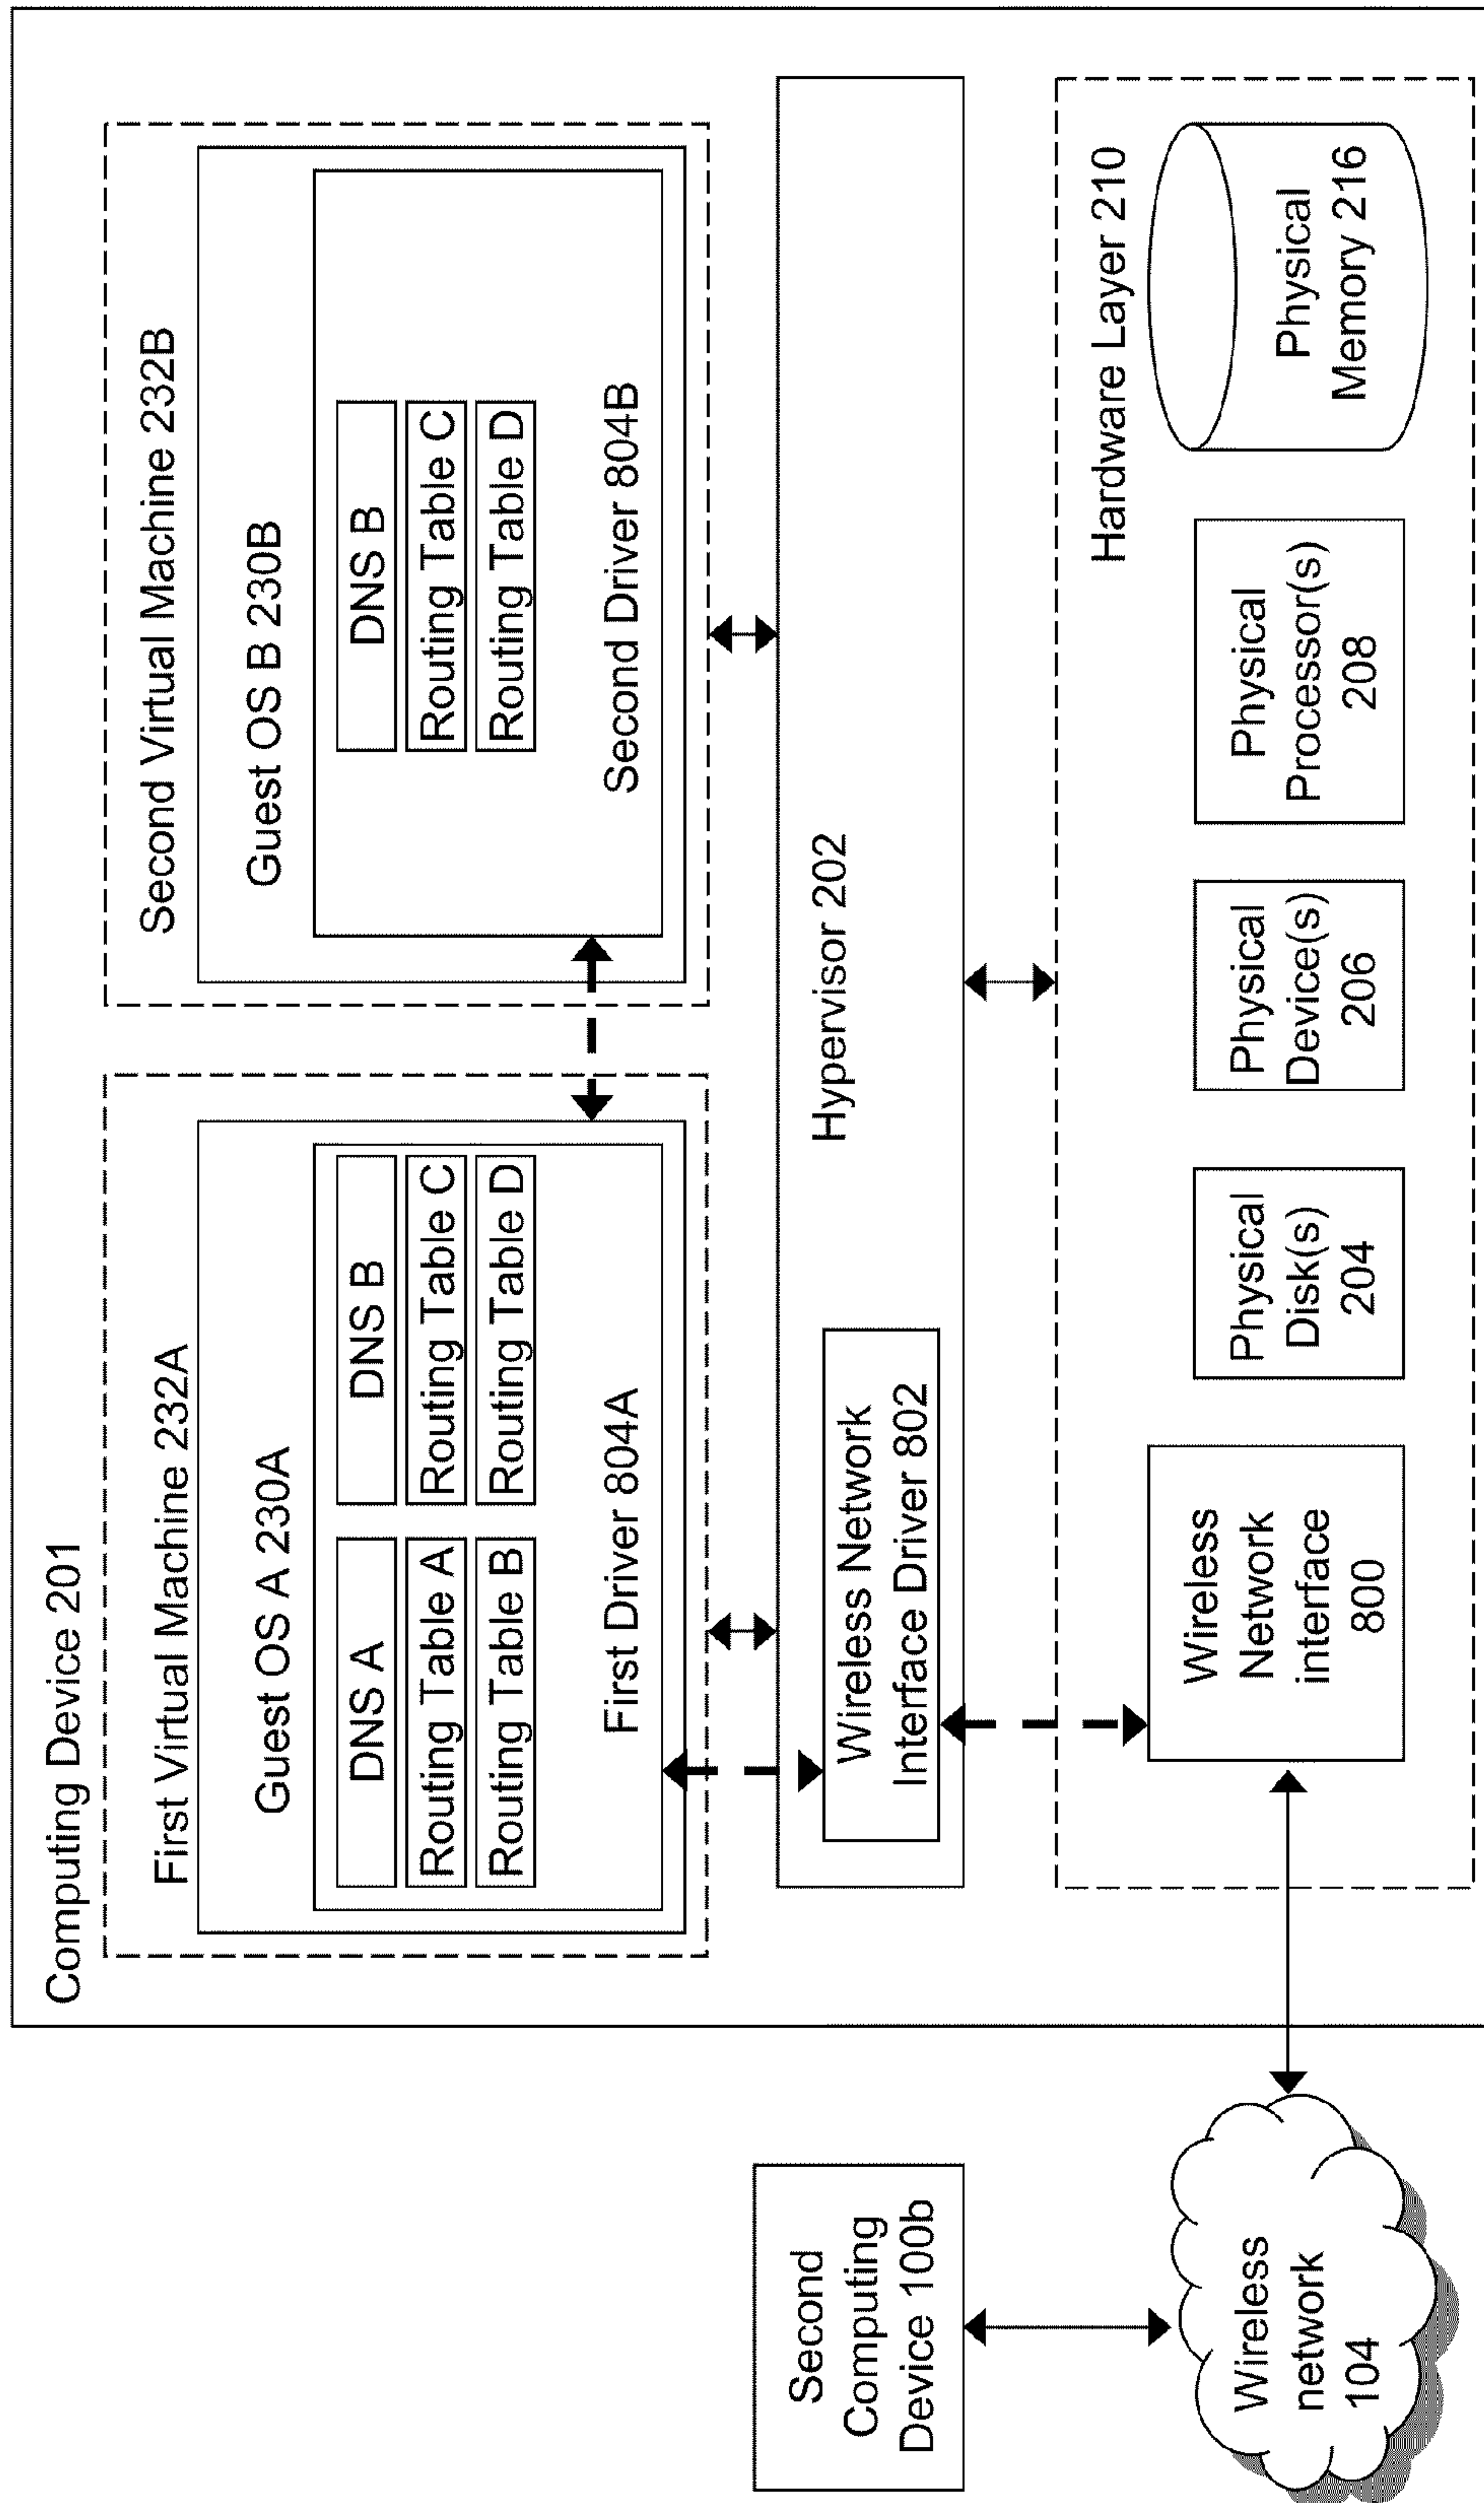 Computing Device 201
First Virtual Machine 232A
Guest OS A 230A
DNS A
Routing Table A
Routing Table B
DNS B
Routing Table C
Routing Table D
First Driver 804A
Second Virtual Machine 232B
Guest OS B 230B
DNS B
Routing Table C
Routing Table D
Second Driver 804B
Hypervisor 202
Wireless Network
Interface Driver 802
Hardware Layer 210
Wireless
Network
interface
800
Physical
Disk(s)
204
Physical
Device(s)
206
Physical
Processor(s)
208
Physical
Memory 216
Second
Computing
Device 100b
Wireless
network
104